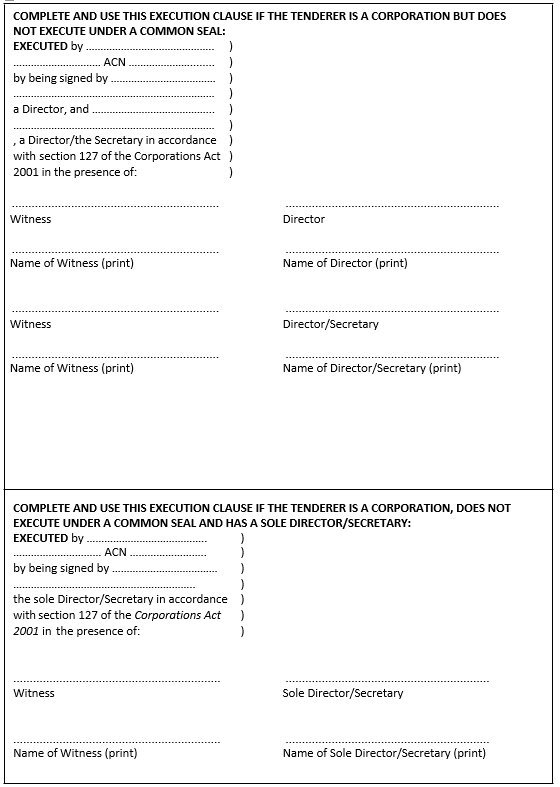 COMPLETE AND USE THIS EXECUTION CLAUSE IF THE TENDERER IS A CORPORATION BUT DOES
NOT EXECUTE UNDER A COMMON SEAL:
EXECUTED by ........................................ )
........................... ACN ........................... )
by being signed by ................................ )
............................................................... )
a Director, and ...................................... )
............................................................... )
, a Director/the Secretary in accordance )
with section 127 of the Corporations Act )
2001 in the presence of: )
................................................................ ..................................................................
Witness Director
................................................................ ..................................................................
Name of Witness (print) Name of Director (print)
................................................................ ..................................................................
Witness Director/Secretary
................................................................ ..................................................................
Name of Witness (print) Name of Director/Secretary (print)
COMPLETE AND USE THIS EXECUTION CLAUSE IF THE TENDERER IS A CORPORATION, DOES NOT
EXECUTE UNDER A COMMON SEAL AND HAS A SOLE DIRECTOR/SECRETARY:
EXECUTED by ...................................... )
........................... ACN ........................ )
by being signed by ................................ )
......................................................... )
the sole Director/Secretary in accordance )
with section 127 of the Corporations Act )
2001 in the presence of: )
................................................................ ...............................................................
Witness Sole Director/Secretary
................................................................ ...............................................................
Name of Witness (print) Name of Sole Director/Secretary (print)